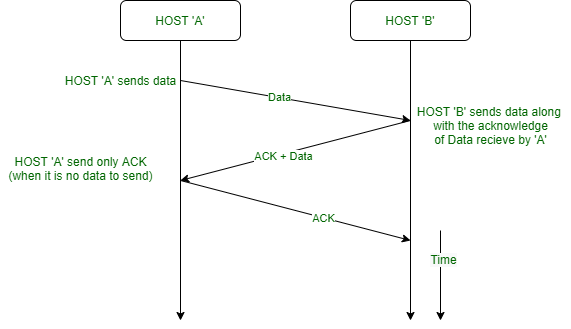 HOST 'A'
HOST 'B'
HOST 'A' sends data
Data
HOST 'B' sends data along
with the acknowledge
of Data recieve by 'A'
ACK + Data
HOST 'A' send only ACK
(when it is no data to send)
ACK
Time